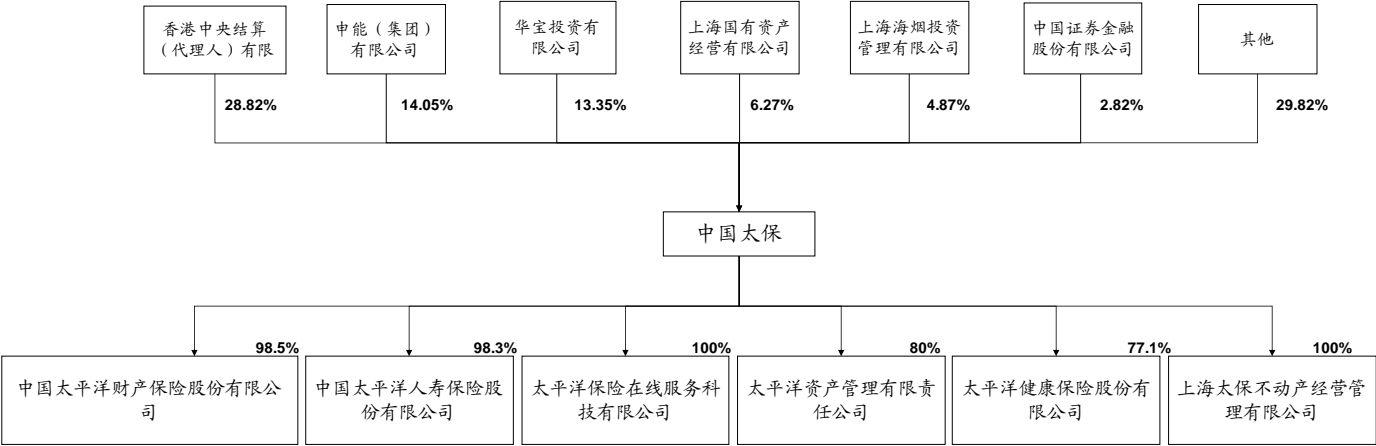 香港中央结算
（代理人）有限
申能（集团）
有限公司
华宝投资有
限公司
上海国有资产
经营有限公司
上海海烟投资
管理有限公司
中国证券金融
股份有限公司
其他
28.82%
14.05%
13.35%
6.27%
4.87%
2.82%
29.82%
中国太保
98.5%
98.3%
100%
80%
77.1%
100%
中国太平洋财产保险股份有限公
司
中国太平洋人寿保险股
份有限公司
太平洋保险在线服务科
技有限公司
太平洋资产管理有限责
任公司
太平洋健康保险股份有
限公司
上海太保不动产经营管
理有限公司